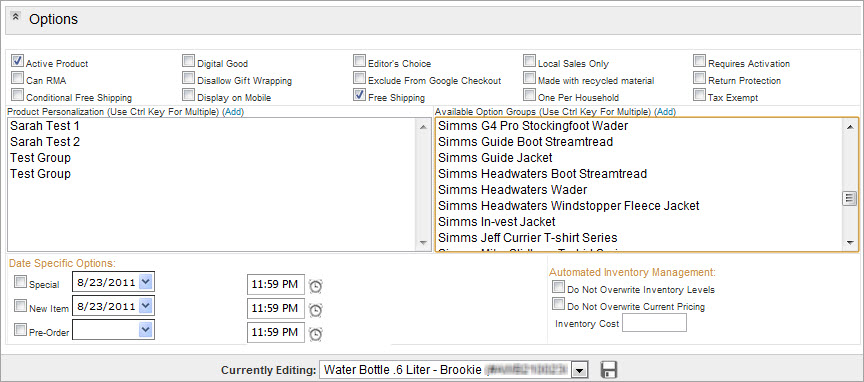 Options
Active Product Digital Good Editor's Choice Local Sales Only Requires Activation
Can RMA Disallow Gift Wrapping Exclude From Google Checkout Made with recycled material Return Protection
Conditional Free Shipping Display on Mobile Free Shipping One Per Household Tax Exempt
Product Personalization (Use Ctrl Key For Multiple) (Add)
Sarah Test 1
Sarah Test 2
Test Group
Test Group
Available Option Groups (Use Ctrl Key For Multiple) (Add)
Simms G4 Pro Stockingfoot Wader
Simms Guide Boot Streamtread
Simms Guide Jacket
Simms Headwaters Boot Streamtread
Simms Headwaters Wader
Simms Headwaters Windstopper Fleece Jacket
Simms In-vest Jacket
Simms Jeff Currier T-shirt Series
Date Specific Options:
Special 8/23/2011 11:59 PM
New Item 8/23/2011 11:59 PM
Pre-Order 11:59 PM
Automated Inventory Management:
Do Not Overwrite Inventory Levels
Do Not Overwrite Current Pricing
Inventory Cost
Currently Editing: Water Bottle .6 Liter - Brookie